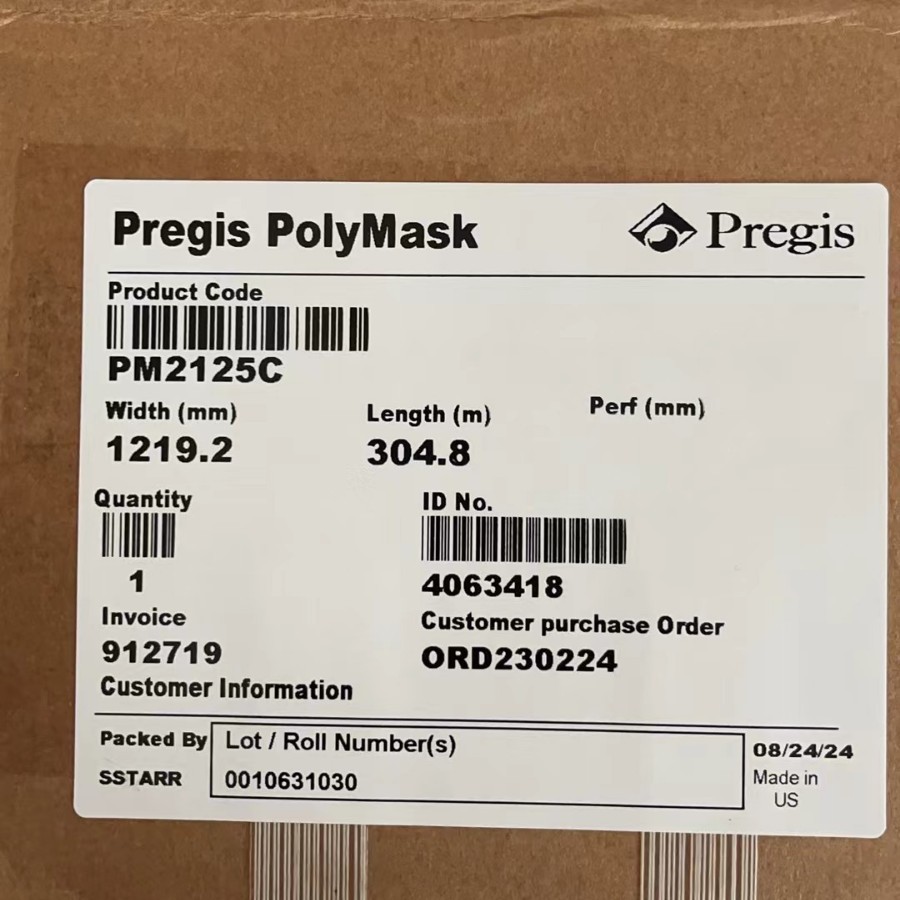 Pregis PolyMask
Pregis
Product Code
PM2125C
Width (mm)
Length (m)
Perf (mm)
1219.2
304.8
Quantity
ID No.
1
4063418
Invoice
Customer purchase Order
912719
ORD230224
Customer Information
Packed By
Lot / Roll Number(s)
08/24/24
SSTARR
0010631030
Made in
US